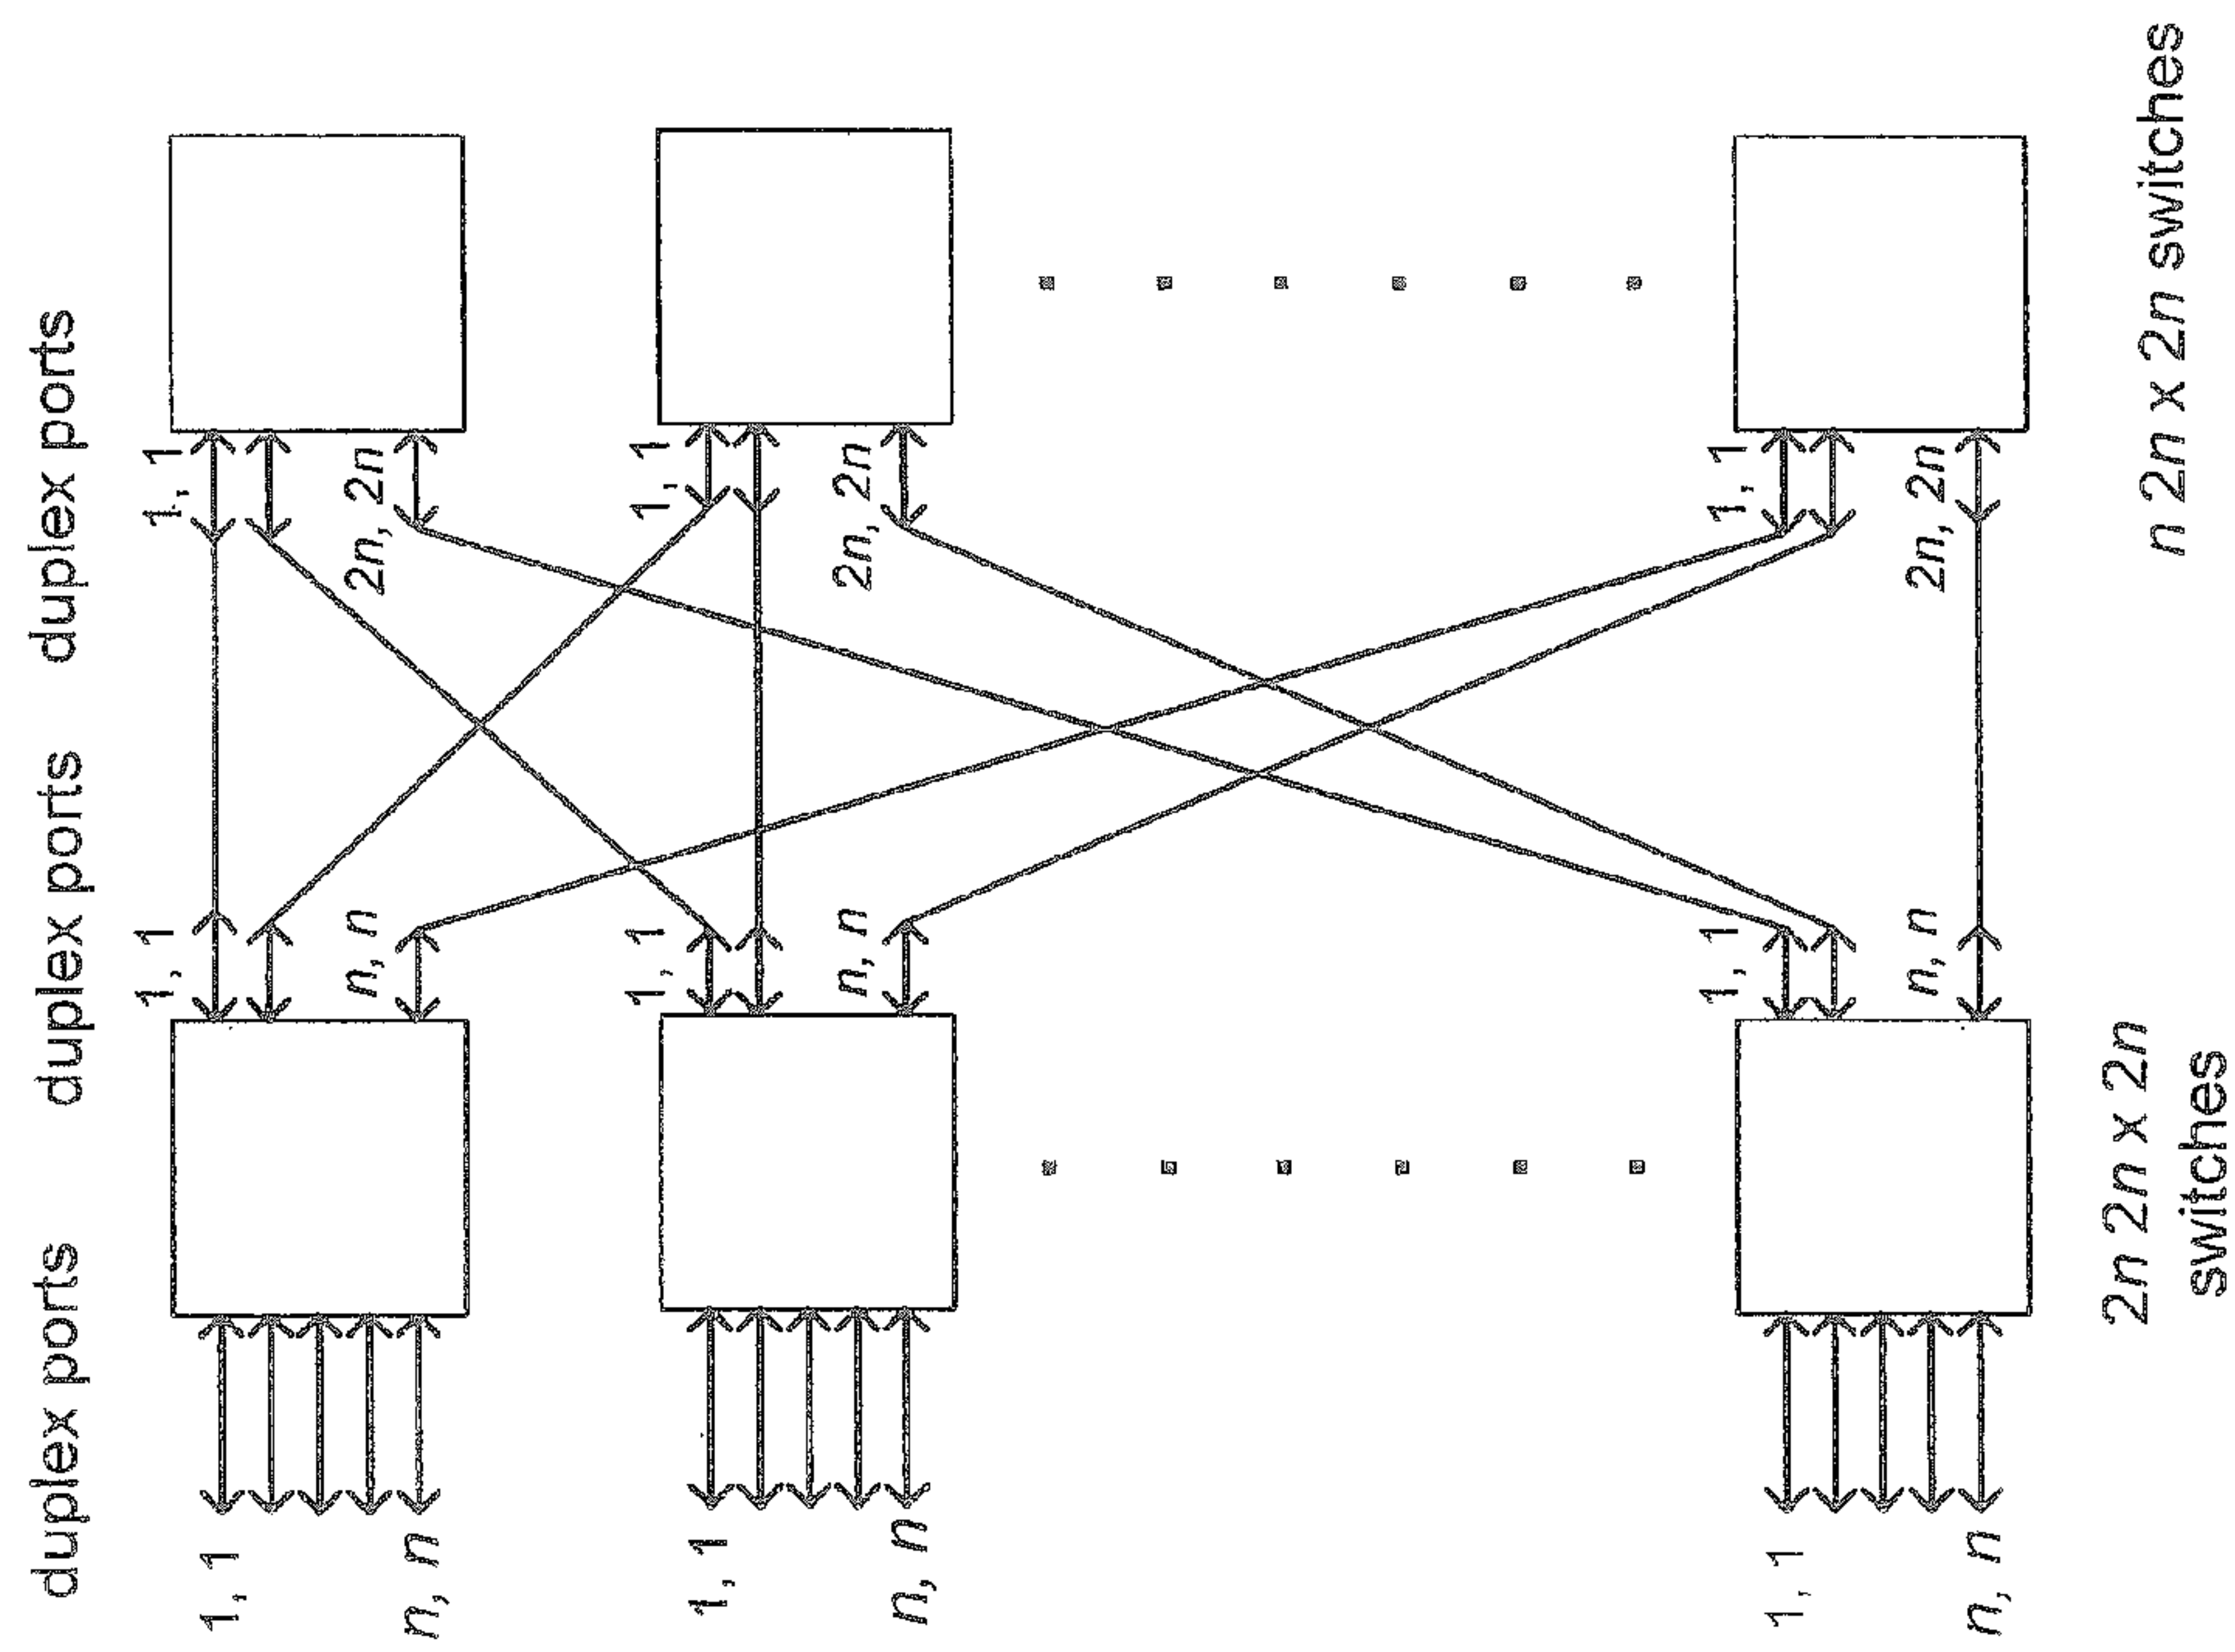 duplex ports
duplex ports
duplex ports
1, 1
1, 1
1, 1
n, n
n, n
2n, 2n
1, 1
1, 1
1, 1
n, n
n, n
2n, 2n
1, 1
1, 1
1, 1
n, n
n, n
2n, 2n
2n 2n x 2n
switches
n 2n x 2n switches